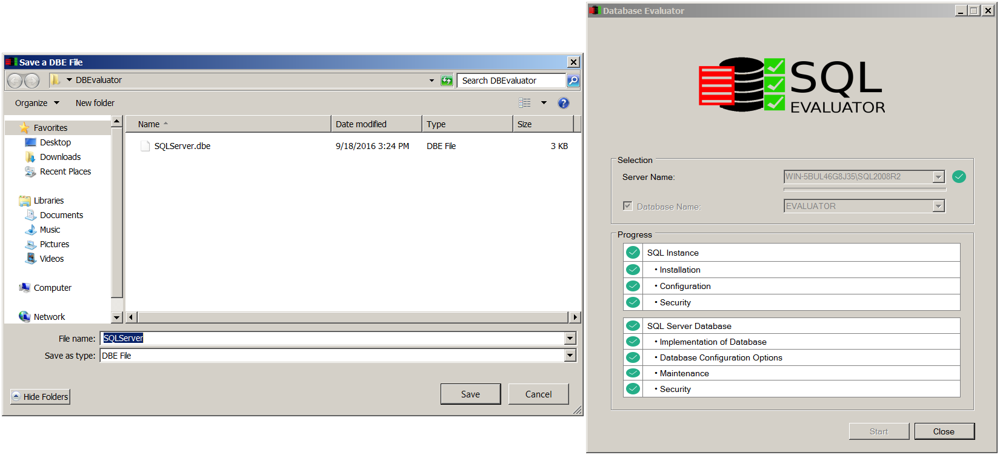 Save a DBE File
DBEvaluator
Search DBEvaluator
Organize
New folder
Name
Date modified
Type
Size
Favorites
Desktop
Downloads
Recent Places
Libraries
Documents
Music
Pictures
Videos
Computer
Network
SQLServer.dbe
9/18/2016 3:24 PM
DBE File
3 KB
File name:
SQLServer
Save as type:
DBE File
Hide Folders
Save
Cancel
Database Evaluator
SQL
EVALUATOR
Selection
Server Name:
WIN-5BUL46G8J35\SQL2008R2
Database Name:
EVALUATOR
Progress
SQL Instance
• Installation
• Configuration
• Security
SQL Server Database
• Implementation of Database
• Database Configuration Options
• Maintenance
• Security
Start
Close